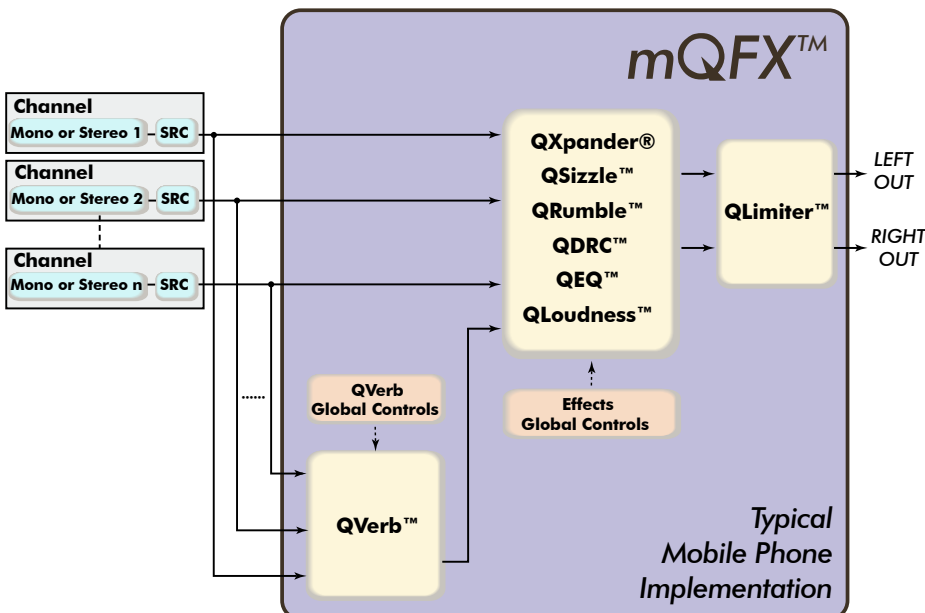 mQFX™
Channel
Mono or Stereo 1
SRC
Channel
Mono or Stereo 2
SRC
Channel
Mono or Stereo n
SRC
QXpander®
QSizzle™
QRumble™
QDRC™
QEQ™
QLoudness™
QLimiter™
LEFT
OUT
RIGHT
OUT
QVerb
Global Controls
Effects
Global Controls
QVerb™
Typical
Mobile Phone
Implementation